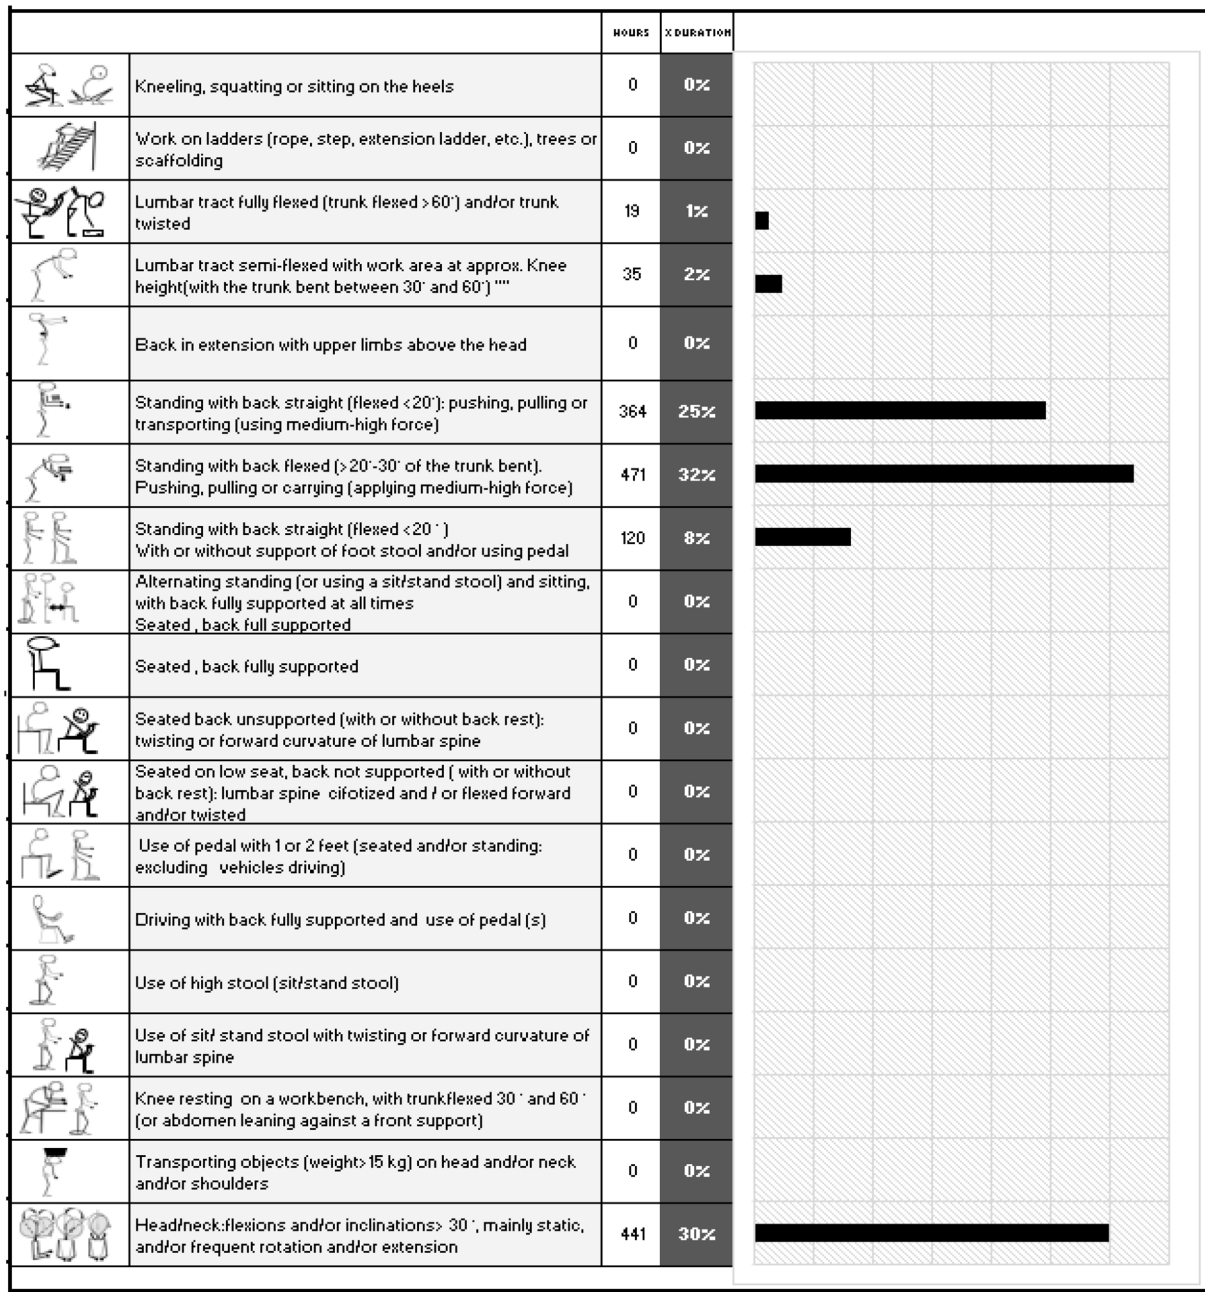 HOURS X DURATION
Kneeling, squatting or sitting on the heels 0 0%
Work on ladders (rope, step, extension ladder, etc.), trees or
scaffolding 0 0%
Lumbar tract fully flexed (trunk flexed >60˙) and/or trunk
twisted 19 1%
Lumbar tract semi-flexed with work area at approx. Knee
height(with the trunk bent between 30˙ and 60˙) "" 35 2%
Back in extension with upper limbs above the head 0 0%
Standing with back straight (flexed <20˙): pushing, pulling or
transporting (using medium-high force) 364 25%
Standing with back flexed (>20˙-30˙ of the trunk bent).
Pushing, pulling or carrying (applying medium-high force) 471 32%
Standing with back straight (flexed <20 ˙)
With or without support of foot stool and/or using pedal 120 8%
Alternating standing (or using a sit/stand stool) and sitting,
with back fully supported at all times 0 0%
Seated , back full supported
Seated , back fully supported 0 0%
Seated back unsupported (with or without back rest):
twisting or forward curvature of lumbar spine 0 0%
Seated on low seat, back not supported ( with or without
back rest): lumbar spine cifotized and / or flexed forward 0 0%
and/or twisted
Use of pedal with 1 or 2 feet (seated and/or standing:
excluding vehicles driving) 0 0%
Driving with back fully supported and use of pedal (s) 0 0%
Use of high stool (sit/stand stool) 0 0%
Use of sit/ stand stool with twisting or forward curvature of
lumbar spine 0 0%
Knee resting on a workbench, with trunkflexed 30 ˙ and 60 ˙
(or abdomen leaning against a front support) 0 0%
Transporting objects (weight>15 kg) on head and/or neck
and/or shoulders 0 0%
Head/neck:flexions and/or inclinations> 30 ˙, mainly static,
and/or frequent rotation and/or extension 441 30%